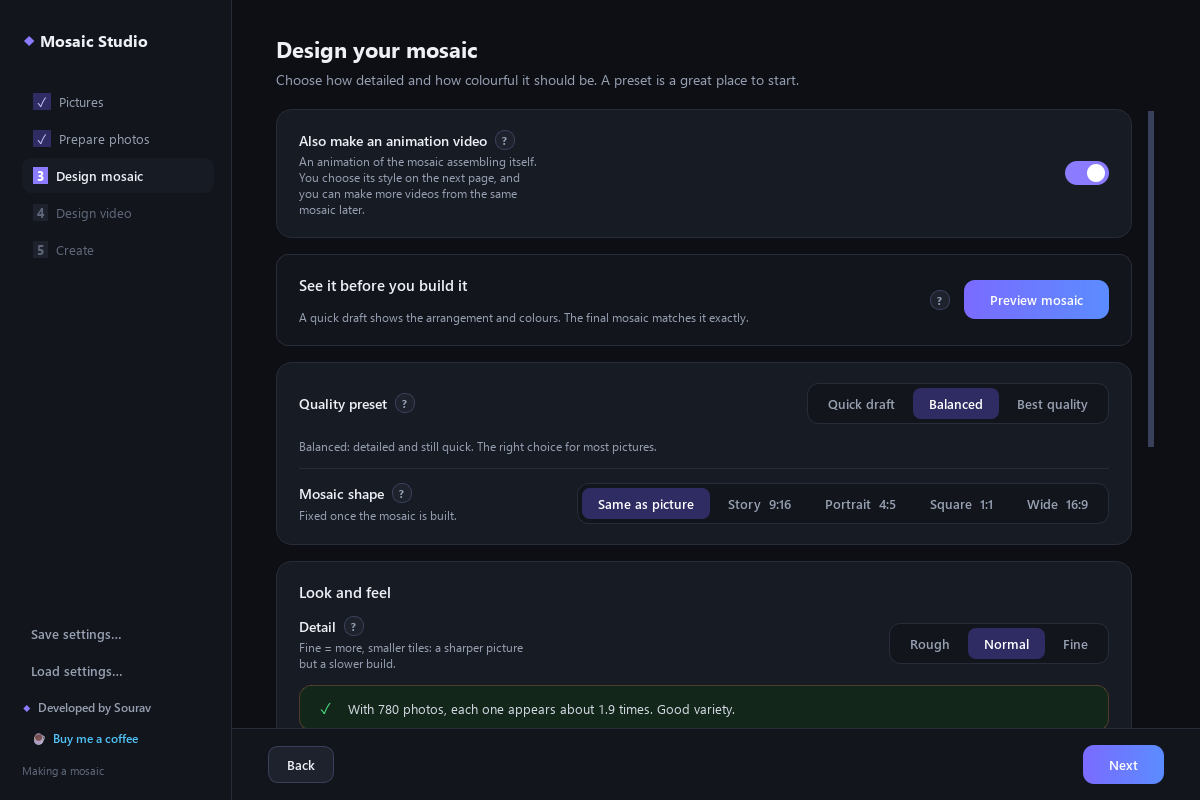 Mosaic Studio
✓ Pictures
✓ Prepare photos
3 Design mosaic
4 Design video
5 Create
Save settings...
Load settings...
Developed by Sourav
Buy me a coffee
Making a mosaic
Design your mosaic
Choose how detailed and how colourful it should be. A preset is a great place to start.
Also make an animation video ?
An animation of the mosaic assembling itself.
You choose its style on the next page, and
you can make more videos from the same
mosaic later.
See it before you build it
A quick draft shows the arrangement and colours. The final mosaic matches it exactly.
? Preview mosaic
Quality preset ?
Quick draft Balanced Best quality
Balanced: detailed and still quick. The right choice for most pictures.
Mosaic shape ?
Fixed once the mosaic is built.
Same as picture Story 9:16 Portrait 4:5 Square 1:1 Wide 16:9
Look and feel
Detail ?
Fine = more, smaller tiles: a sharper picture
but a slower build.
Rough Normal Fine
✓ With 780 photos, each one appears about 1.9 times. Good variety.
Back
Next